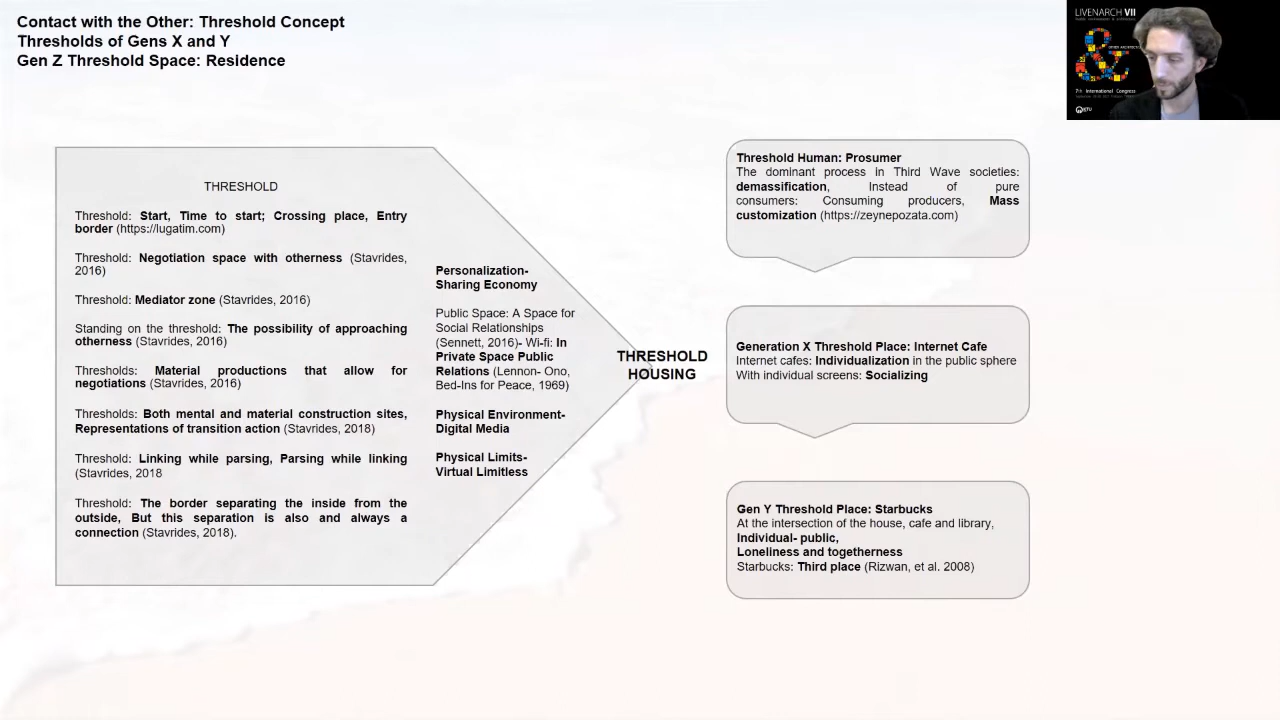 Contact with the Other: Threshold Concept
Thresholds of Gens X and Y
Gen Z Threshold Space: Residence
LIVENARCH VII
7th International Congress
KTU
THRESHOLD
Threshold: Start, Time to start; Crossing place, Entry
border (https://lugatim.com)
Threshold: Negotiation space with otherness (Stavrides,
2016)
Threshold: Mediator zone (Stavrides, 2016)
Standing on the threshold: The possibility of approaching
otherness (Stavrides, 2016)
Thresholds: Material productions that allow for
negotiations (Stavrides, 2016)
Thresholds: Both mental and material construction sites,
Representations of transition action (Stavrides, 2018)
Threshold: Linking while parsing, Parsing while linking
(Stavrides, 2018
Threshold: The border separating the inside from the
outside, But this separation is also and always a
connection (Stavrides, 2018).
Personalization-
Sharing Economy
Public Space: A Space for
Social Relationships
(Sennett, 2016)- Wi-fi: In
Private Space Public
Relations (Lennon- Ono,
Bed-Ins for Peace, 1969)
Physical Environment-
Digital Media
Physical Limits-
Virtual Limitless
THRESHOLD
HOUSING
Threshold Human: Prosumer
The dominant process in Third Wave societies:
demassification, Instead of pure
consumers: Consuming producers, Mass
customization (https://zeynepozata.com)
Generation X Threshold Place: Internet Cafe
Internet cafes: Individualization in the public sphere
With individual screens: Socializing
Gen Y Threshold Place: Starbucks
At the intersection of the house, cafe and library,
Individual- public,
Loneliness and togetherness
Starbucks: Third place (Rizwan, et al. 2008)